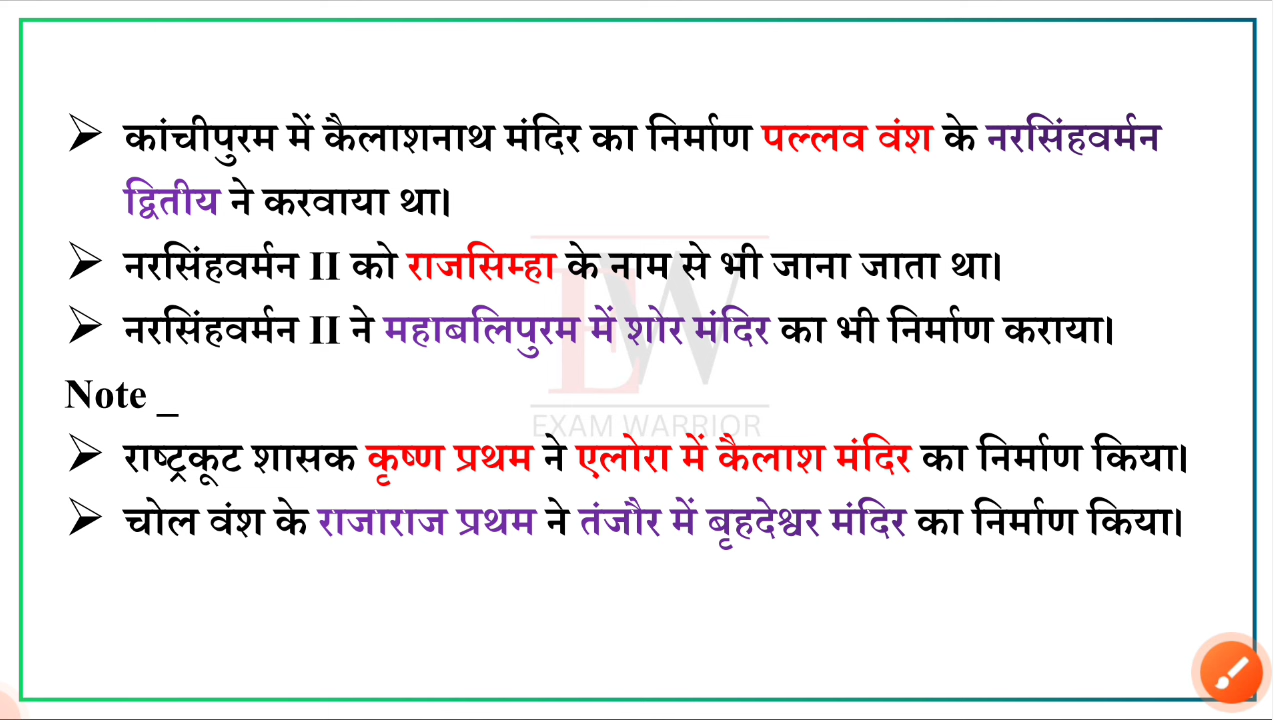 ➢ कांचीपुरम में कैलाशनाथ मंदिर का निर्माण पल्लव वंश के नरसिंहवर्मन
द्वितीय ने करवाया था।
➢ नरसिंहवर्मन II को राजसिम्हा के नाम से भी जाना जाता था।
➢ नरसिंहवर्मन II ने महाबलिपुरम में शोर मंदिर का भी निर्माण कराया।
Note _
EW
EXAM WARRIOR
➢ राष्ट्रकूट शासक कृष्ण प्रथम ने एलोरा में कैलाश मंदिर का निर्माण किया।
➢ चोल वंश के राजाराज प्रथम ने तंजौर में बृहदेश्वर मंदिर का निर्माण किया।